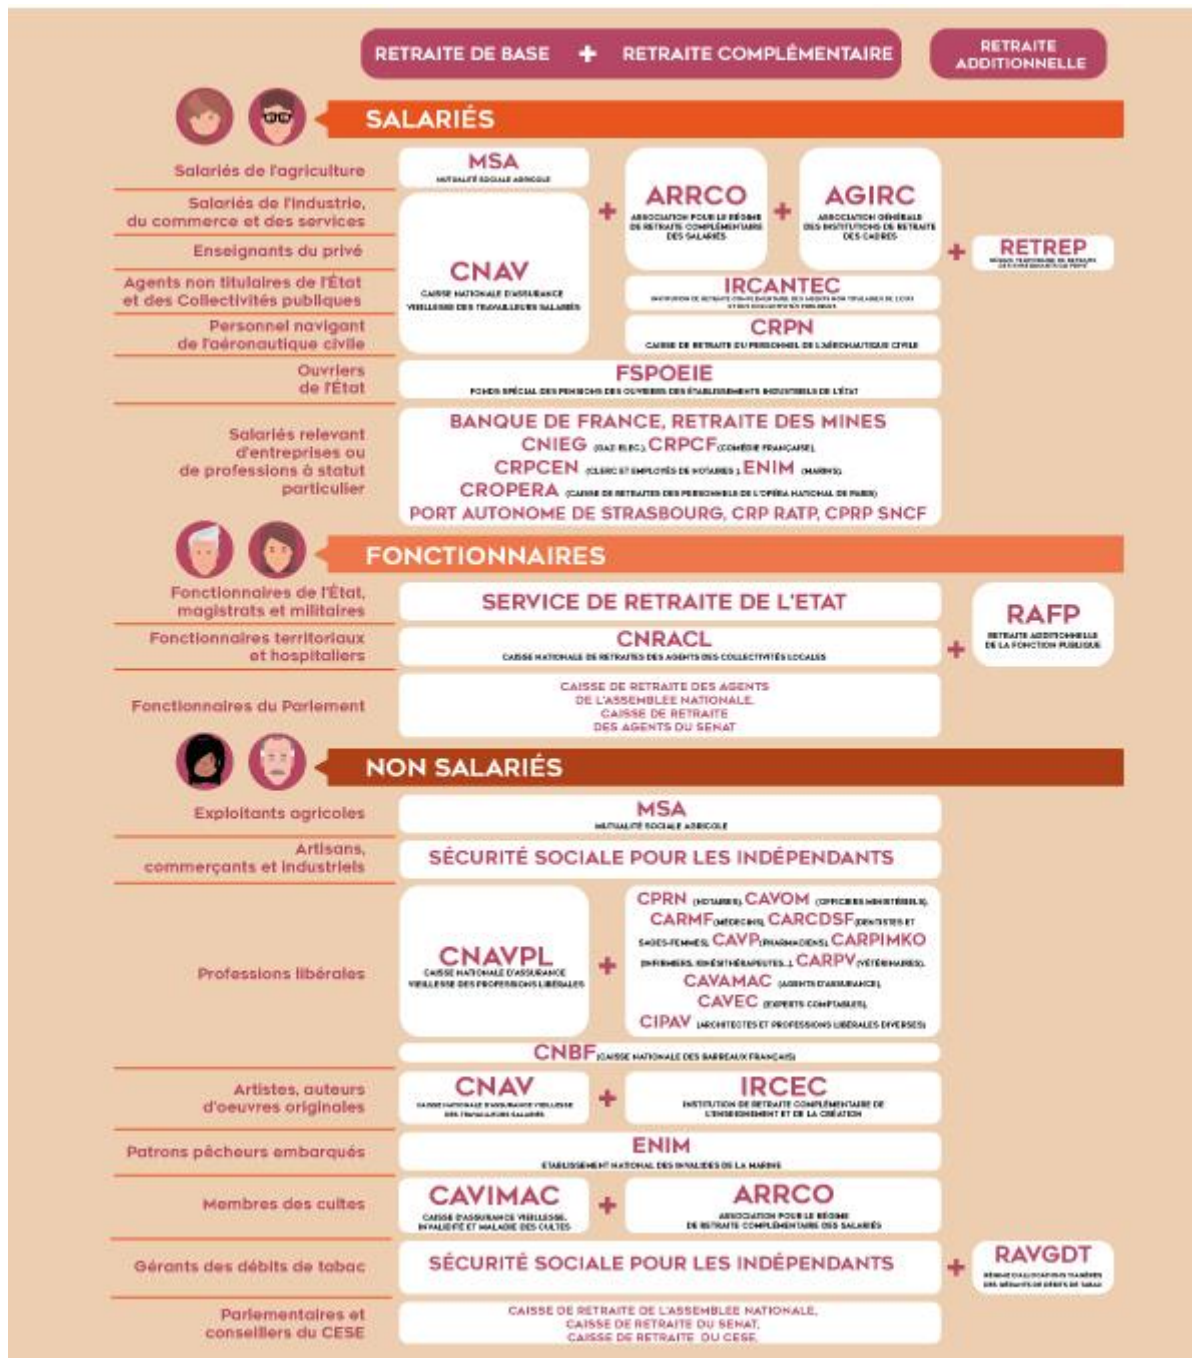 RETRAITE DE BASE + RETRAITE COMPLÉMENTAIRE
RETRAITE
ADDITIONNELLE
SALARIÉS
Salariés de l'agriculture
MSA
MUTUALITÉ SOCIALE AGRICOLE
Salariés de l'industrie,
du commerce et des services
Enseignants du privé
Agents non titulaires de l'État
et des Collectivités publiques
Personnel navigant
de l'aéronautique civile
CNAV
CAISSE NATIONALE D'ASSURANCE
VIEILLESSE DES TRAVAILLEURS SALARIÉS
+
ARRCO
ASSOCIATION POUR LE RÉGIME
DE RETRAITE COMPLÉMENTAIRE
DES SALARIÉS
+
AGIRC
ASSOCIATION GÉNÉRALE
DES INSTITUTIONS DE RETRAITE
DES CADRES
+
RETREP
IRCANTEC
CRPN
CAISSE DE RETRAITE DU PERSONNEL DE L'AÉRONAUTIQUE CIVILE
Ouvriers
de l'État
FSPOEIE
FONDS SPÉCIAL DES PENSIONS DES OUVRIERS DES ÉTABLISSEMENTS INDUSTRIELS DE L'ÉTAT
Salariés relevant
d'entreprises ou
de professions à statut
particulier
BANQUE DE FRANCE, RETRAITE DES MINES
CNIEG (GAZ ELEC.), CRPCF (COMÉDIE FRANÇAISE),
CRPCEN (CLERC ET EMPLOYÉS DE NOTAIRES), ENIM (MARINS),
CROPERA (CAISSE DE RETRAITES DES PERSONNELS DE L'OPÉRA NATIONAL DE PARIS)
PORT AUTONOME DE STRASBOURG, CRP RATP, CPRP SNCF
FONCTIONNAIRES
Fonctionnaires de l'État,
magistrats et militaires
SERVICE DE RETRAITE DE L'ETAT
Fonctionnaires territoriaux
et hospitaliers
CNRACL
CAISSE NATIONALE DE RETRAITES DES AGENTS DES COLLECTIVITÉS LOCALES
+
RAFP
RETRAITE ADDITIONNELLE
DE LA FONCTION PUBLIQUE
Fonctionnaires du Parlement
CAISSE DE RETRAITE DES AGENTS
DE L'ASSEMBLEE NATIONALE,
CAISSE DE RETRAITE
DES AGENTS DU SENAT
NON SALARIÉS
Exploitants agricoles
MSA
MUTUALITÉ SOCIALE AGRICOLE
Artisans,
commerçants et industriels
SÉCURITÉ SOCIALE POUR LES INDÉPENDANTS
Professions libérales
CNAVPL
CAISSE NATIONALE D'ASSURANCE
VIEILLESSE DES PROFESSIONS LIBÉRALES
+
CPRN (NOTAIRES), CAVOM (OFFICIERS MINISTÉRIELS),
CARMF (MÉDECINS), CARCDSF (DENTISTES ET
SAGES-FEMMES), CAVP (PHARMACIENS), CARPIMKO
(INFIRMIERS, KINÉSITHÉRAPEUTES...), CARPV (VÉTÉRINAIRES),
CAVAMAC (AGENTS D'ASSURANCE),
CAVEC (EXPERTS COMPTABLES),
CIPAV (ARCHITECTES ET PROFESSIONS LIBÉRALES DIVERSES)
CNBF (CAISSE NATIONALE DES BARREAUX FRANÇAIS)
Artistes, auteurs
d'oeuvres originales
CNAV
CAISSE NATIONALE D'ASSURANCE VIEILLESSE
DES TRAVAILLEURS SALARIÉS
+
IRCEC
INSTITUTION DE RETRAITE COMPLÉMENTAIRE DE
L'ENSEIGNEMENT ET DE LA CRÉATION
Patrons pêcheurs embarqués
ENIM
ETABLISSEMENT NATIONAL DES INVALIDES DE LA MARINE
Membres des cultes
CAVIMAC
CAISSE D'ASSURANCE VIEILLESSE,
INVALIDITÉ ET MALADIE DES CULTES
+
ARRCO
ASSOCIATION POUR LE RÉGIME
DE RETRAITE COMPLÉMENTAIRE DES SALARIÉS
Gérants des débits de tabac
SÉCURITÉ SOCIALE POUR LES INDÉPENDANTS
+
RAVGDT
Parlementaires et
conseillers du CESE
CAISSE DE RETRAITE DE L'ASSEMBLEE NATIONALE,
CAISSE DE RETRAITE DU SENAT,
CAISSE DE RETRAITE DU CESE,